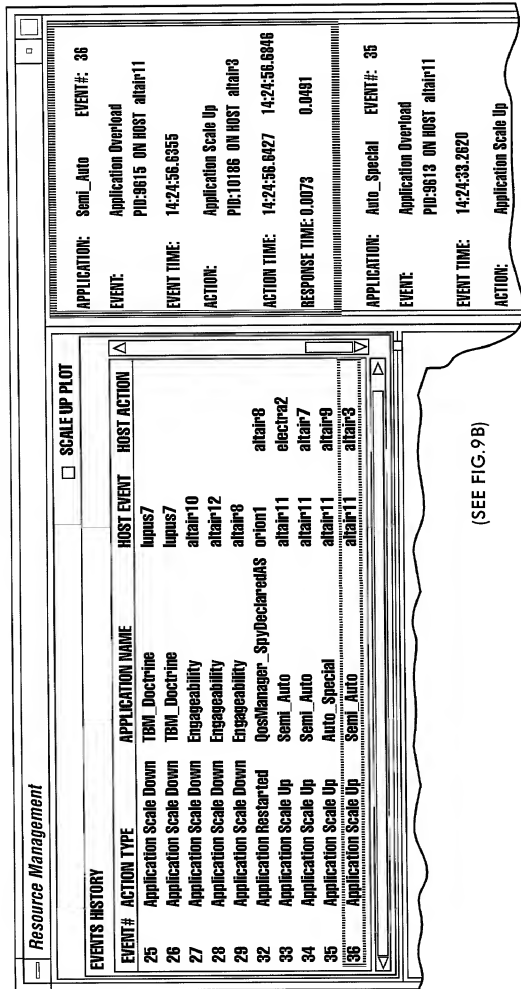 Resource Management
EVENTS HISTORY
SCALE UP PLOT
EVENT# ACTION TYPE APPLICATION NAME HOST EVENT HOST ACTION
25 Application Scale Down TBM_Doctrine lupus7
26 Application Scale Down TBM_Doctrine lupus7
27 Application Scale Down Engageability altair10
28 Application Scale Down Engageability altair12
29 Application Scale Down Engageability altair8
32 Application Restarted QosManager_SpyDeclaredAS orion1 altair8
33 Application Scale Up Semi_Auto altair11 electra2
34 Application Scale Up Semi_Auto altair11 altair7
35 Application Scale Up Auto_Special altair11 altair9
36 Application Scale Up Semi_Auto altair11 altair3
APPLICATION: Semi_Auto EVENT#: 36
EVENT: Application Overload
PID:9615 ON HOST altair11
EVENT TIME: 14:24:56.6355
ACTION: Application Scale Up
PID:10186 ON HOST altair3
ACTION TIME: 14:24:56.6427 14:24:56.6846
RESPONSE TIME: 0.0073 0.0491
APPLICATION: Auto_Special EVENT#: 35
EVENT: Application Overload
PID:9613 ON HOST altair11
EVENT TIME: 14:24:33.2620
ACTION: Application Scale Up
(SEE FIG.9B)